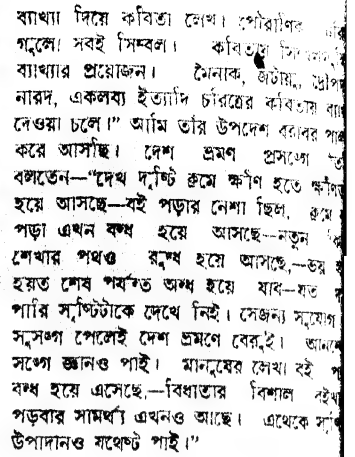 ব্যাখ্যা দিয়ে কবিতা লেখ। পৌরাণিক
গুলো সবই সিম্বল। কবিতায়
ব্যাখ্যার প্রয়োজন। মৈনাক, জটায়ু,
নারদ, একলব্য ইত্যাদি চরিত্রের কবিতায়
দেওয়া চলে।” আমি তাঁর উপদেশ বরাবর
করে আসছি। দেশ ভ্রমণ প্রসঙ্গে
বলতেন—“দেখ দৃষ্টি ক্রমে ক্ষীণ হতে
হয়ে আসছে—বই পড়ার নেশা ছিল, ক্রমে
পড়া এখন বন্ধ হয়ে আসছে—নতুন
শেখার পথও রুদ্ধ হয়ে আসছে,—ভয়
হয়ত শেষ পর্যন্ত অন্ধ হয়ে যাব—যত
পারি সৃষ্টিটাকে দেখে নিই। সেজন্য সুযোগ
সুসঙ্গ পেলেই দেশ ভ্রমণে বেরুই।
সঙ্গে জ্ঞানও পাই। মানুষের লেখা বই
বন্ধ হয়ে এসেছে,—বিধাতার বিশাল
পড়বার সামর্থ্য এখনও আছে। এথেকে
উপাদানও যথেষ্ট পাই।”